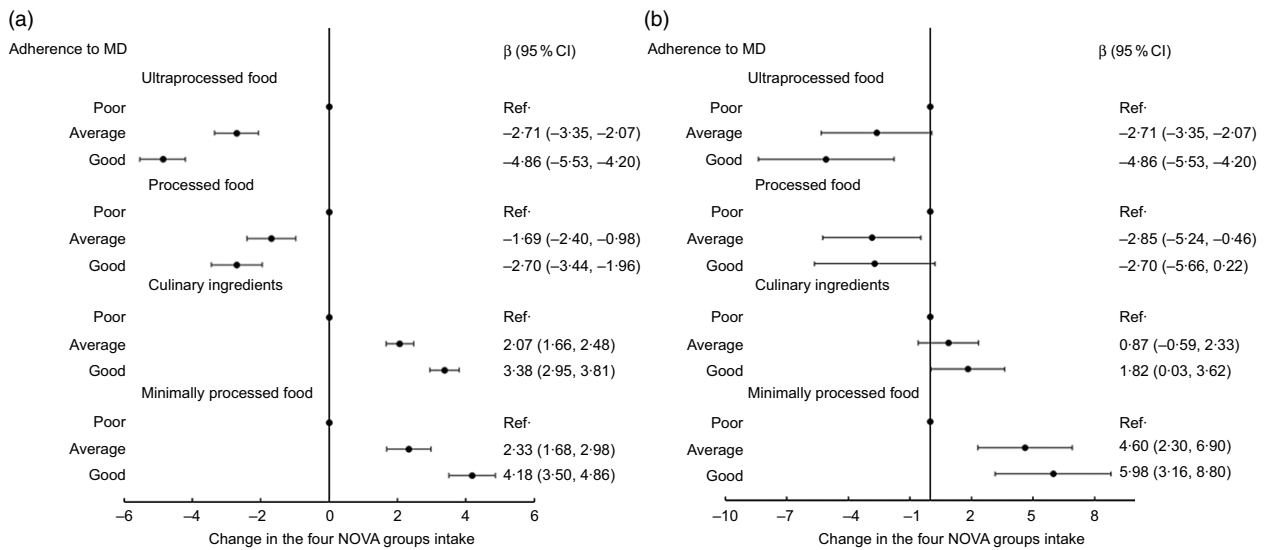 (a)
Adherence to MD β (95 % CI)
Ultraprocessed food
Poor Ref·
Average –2·71 (–3·35, –2·07)
Good –4·86 (–5·53, –4·20)
Processed food
Poor Ref·
Average –1·69 (–2·40, –0·98)
Good –2·70 (–3·44, –1·96)
Culinary ingredients
Poor Ref·
Average 2·07 (1·66, 2·48)
Good 3·38 (2·95, 3·81)
Minimally processed food
Poor Ref·
Average 2·33 (1·68, 2·98)
Good 4·18 (3·50, 4·86)
–6 –4 –2 0 2 4 6
Change in the four NOVA groups intake
(b)
Adherence to MD β (95 % CI)
Ultraprocessed food
Poor Ref·
Average –2·71 (–3·35, –2·07)
Good –4·86 (–5·53, –4·20)
Processed food
Poor Ref·
Average –2·85 (–5·24, –0·46)
Good –2·70 (–5·66, 0·22)
Culinary ingredients
Poor Ref·
Average 0·87 (–0·59, 2·33)
Good 1·82 (0·03, 3·62)
Minimally processed food
Poor Ref·
Average 4·60 (2·30, 6·90)
Good 5·98 (3·16, 8·80)
–10 –7 –4 –1 2 5 8
Change in the four NOVA groups intake